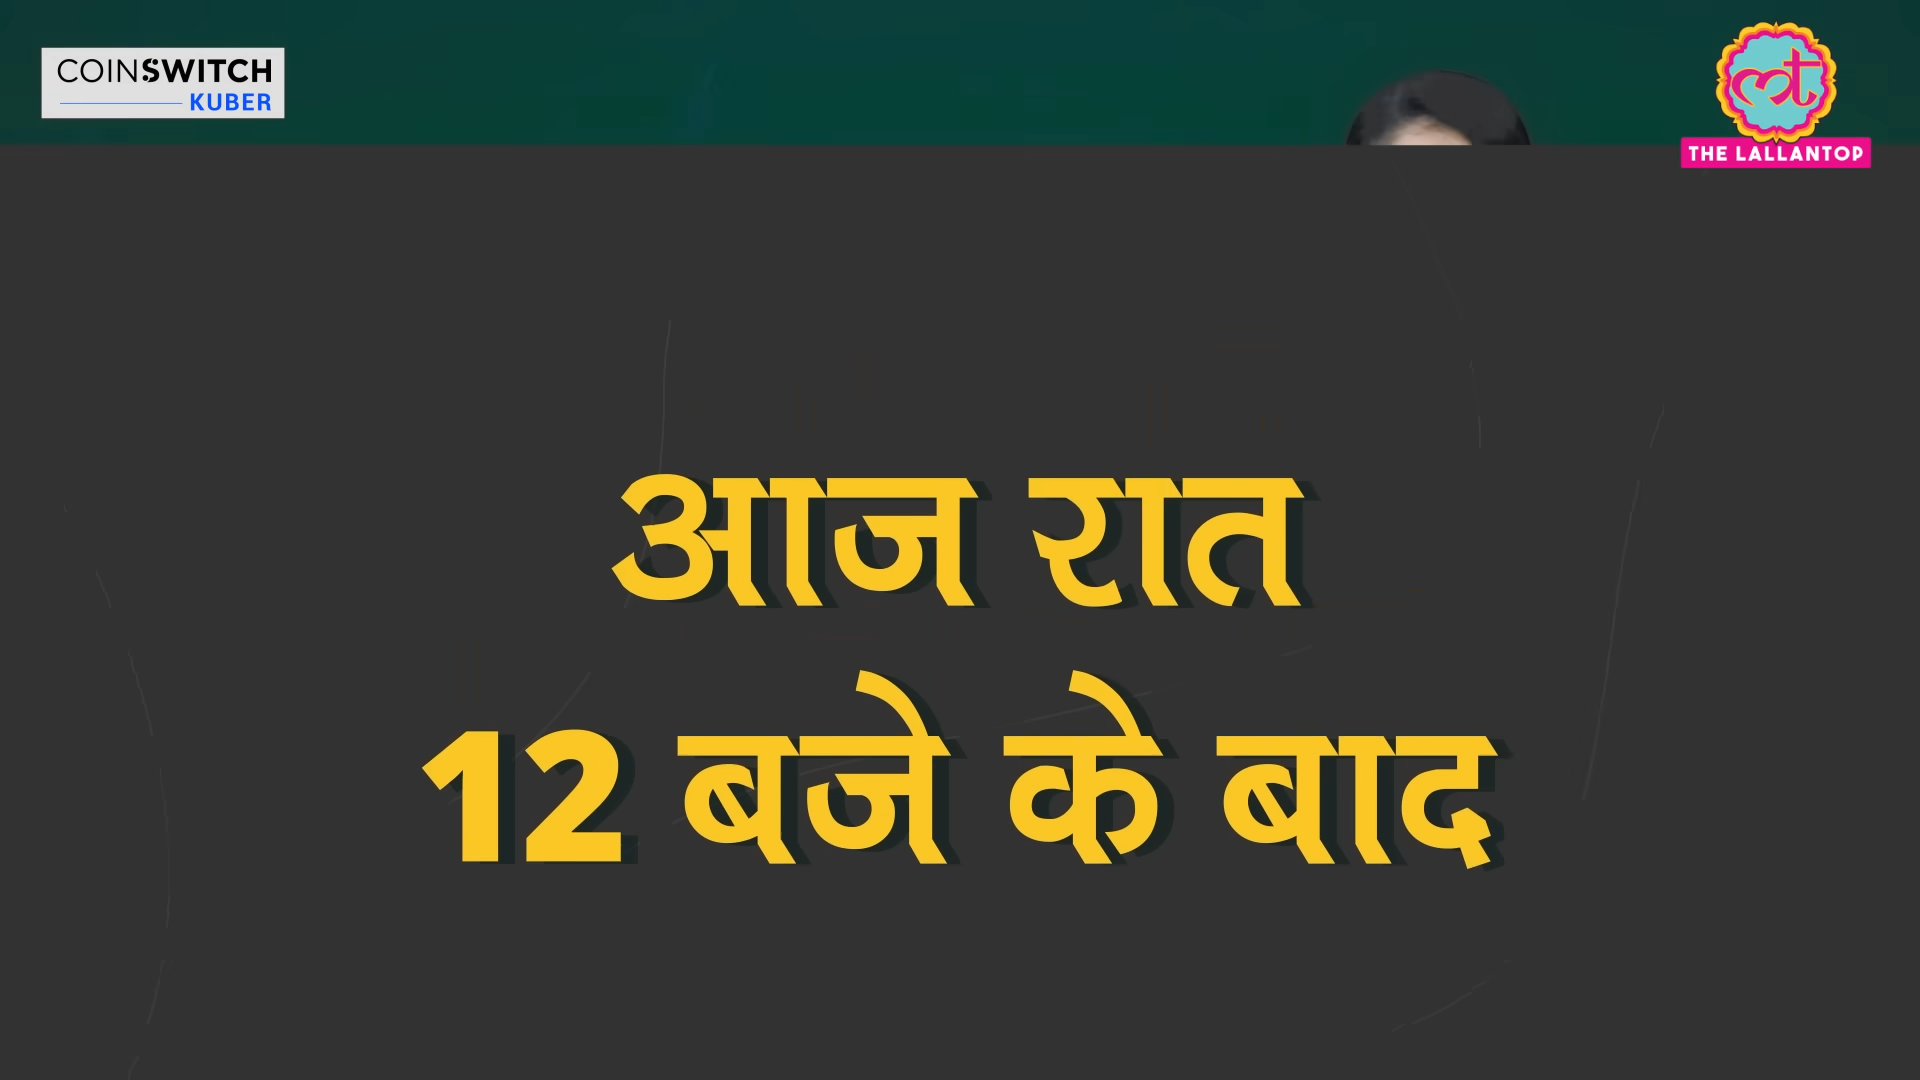 COINSWITCH
KUBER
THE LALLANTOP
आज रात
12 बजे के बाद